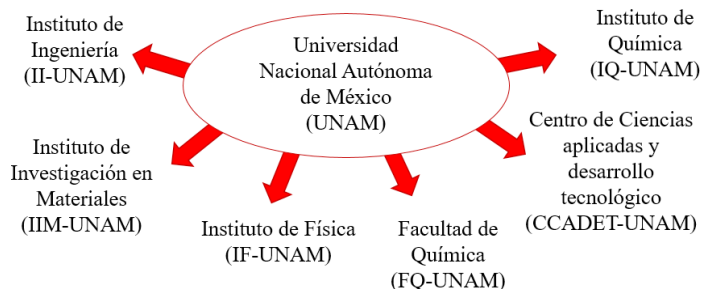 Universidad
Nacional Autónoma
de México
(UNAM)
Instituto de
Ingeniería
(II-UNAM)
Instituto de
Investigación en
Materiales
(IIM-UNAM)
Instituto de Física
(IF-UNAM)
Facultad de
Química
(FQ-UNAM)
Centro de Ciencias
aplicadas y
desarrollo
tecnológico
(CCADET-UNAM)
Instituto de
Química
(IQ-UNAM)